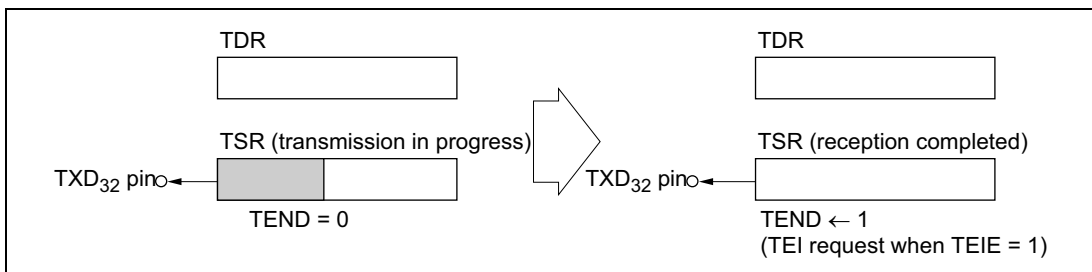 TDR
TSR (transmission in progress)
TXD32 pin
TEND = 0
TDR
TSR (reception completed)
TXD32 pin
TEND ← 1
(TEI request when TEIE = 1)